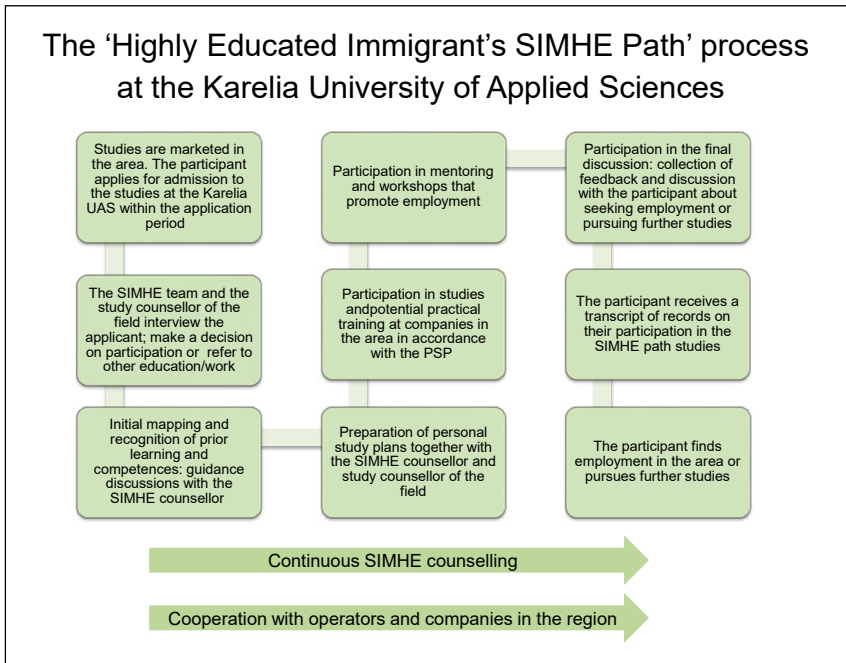 The ‘Highly Educated Immigrant’s SIMHE Path’ process
at the Karelia University of Applied Sciences
Studies are marketed in
the area. The participant
applies for admission to
the studies at the Karelia
UAS within the application
period
The SIMHE team and the
study counsellor of the
field interview the
applicant; make a decision
on participation or refer to
other education/work
Initial mapping and
recognition of prior
learning and
competences: guidance
discussions with the
SIMHE counsellor
Preparation of personal
study plans together with
the SIMHE counsellor and
study counsellor of the
field
Participation in studies
andpotential practical
training at companies in
the area in accordance
with the PSP
Participation in mentoring
and workshops that
promote employment
Participation in the final
discussion: collection of
feedback and discussion
with the participant about
seeking employment or
pursuing further studies
The participant receives a
transcript of records on
their participation in the
SIMHE path studies
The participant finds
employment in the area or
pursues further studies
Continuous SIMHE counselling
Cooperation with operators and companies in the region